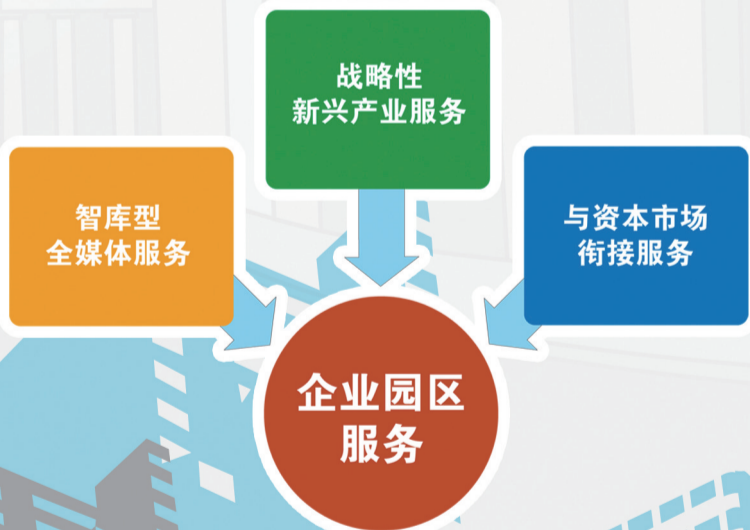 战略性
新兴产业服务
智库型
全媒体服务
与资本市场
衔接服务
企业园区
服务